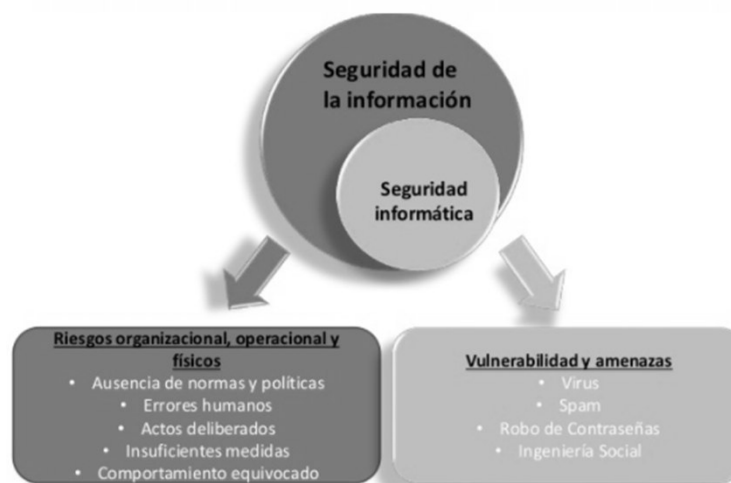 Seguridad de
la información
Seguridad
informática
Riesgos organizacional, operacional y
físicos
• Ausencia de normas y políticas
• Errores humanos
• Actos deliberados
• Insuficientes medidas
• Comportamiento equivocado
Vulnerabilidad y amenazas
• Virus
• Spam
• Robo de Contraseñas
• Ingeniería Social